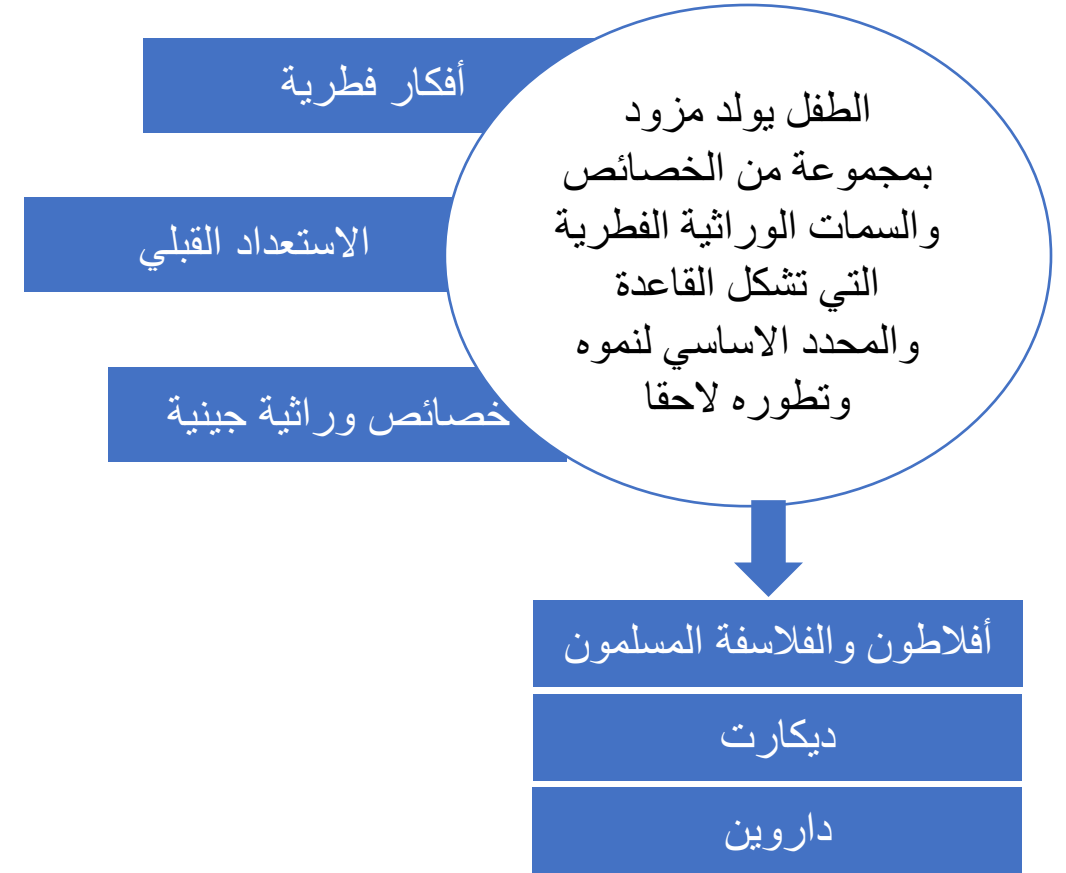 أفكار فطرية
الاستعداد القبلي
خصائص وراثية جينية
الطفل يولد مزود
بمجموعة من الخصائص
والسمات الوراثية الفطرية
التي تشكل القاعدة
والمحدد الاساسي لنموه
وتطوره لاحقا
أفلاطون والفلاسفة المسلمون
ديكارت
داروين